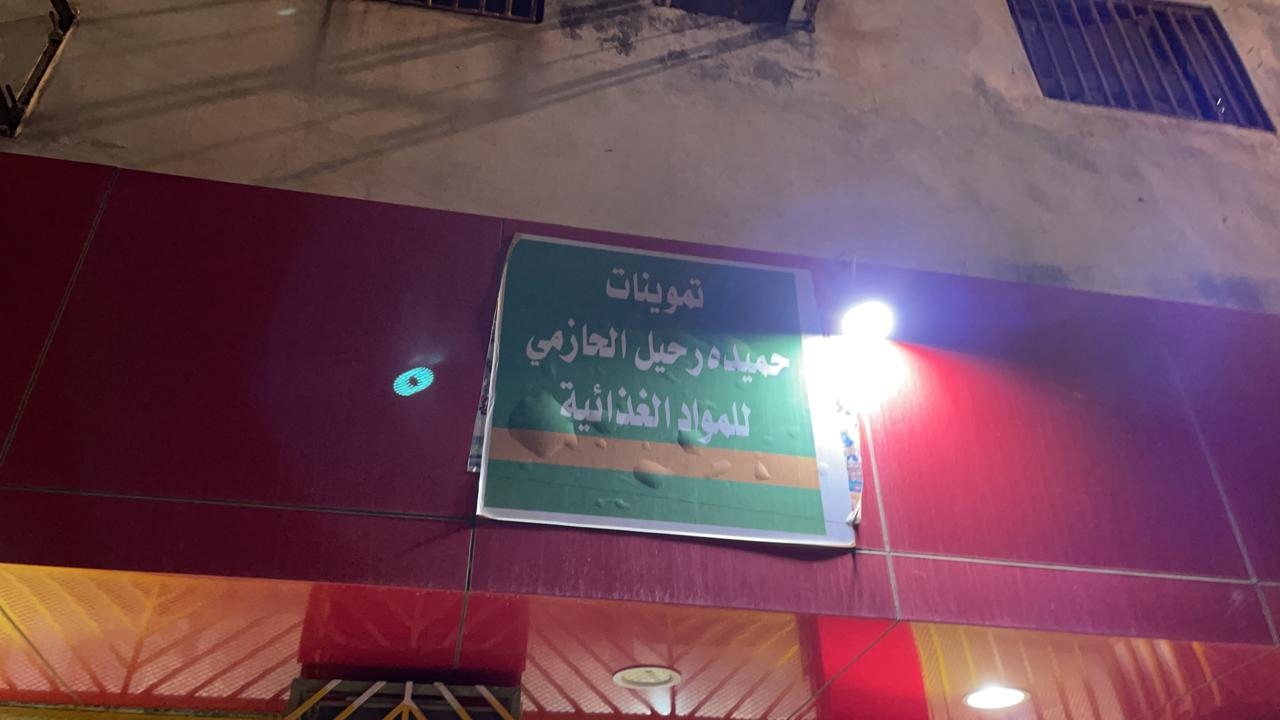 تموينات
حميده رحيل الحازمي
للمواد الغذائية